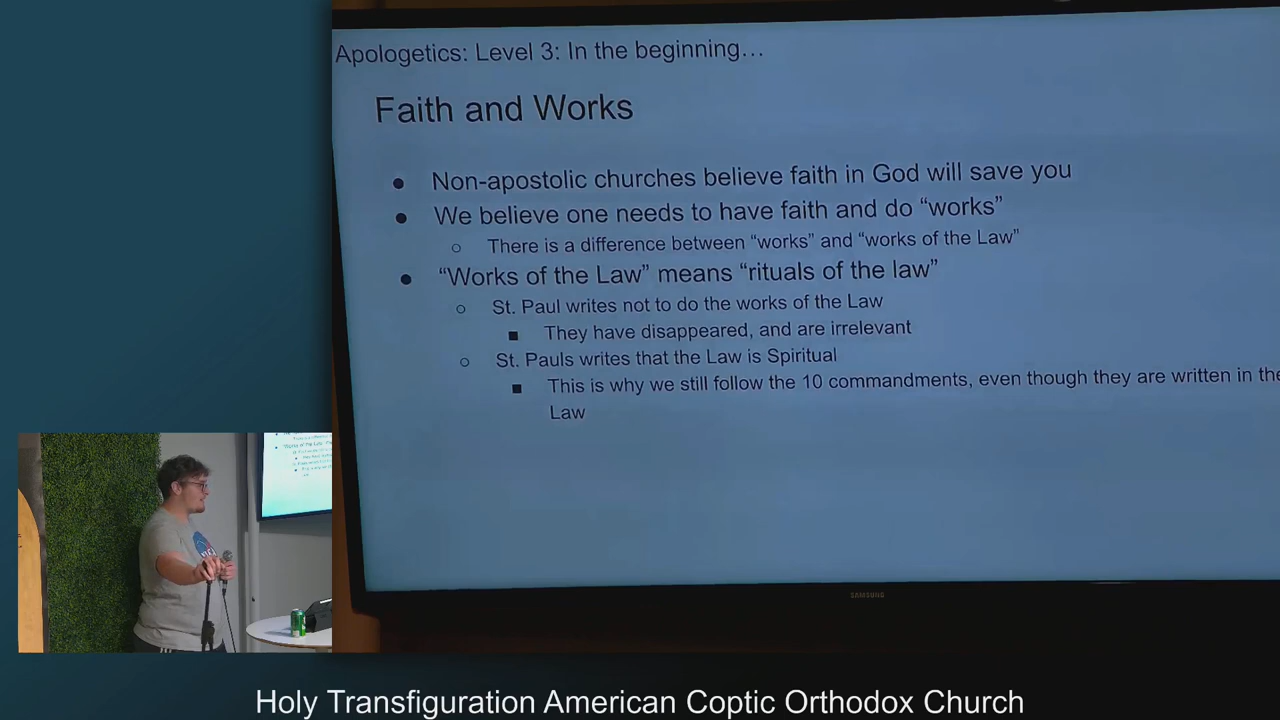 Apologetics: Level 3: In the beginning…
Faith and Works
● Non-apostolic churches believe faith in God will save you
● We believe one needs to have faith and do “works”
○ There is a difference between “works” and “works of the Law”
● “Works of the Law” means “rituals of the law”
○ St. Paul writes not to do the works of the Law
■ They have disappeared, and are irrelevant
○ St. Pauls writes that the Law is Spiritual
■ This is why we still follow the 10 commandments, even though they are written in the
Law
SAMSUNG
Holy Transfiguration American Coptic Orthodox Church